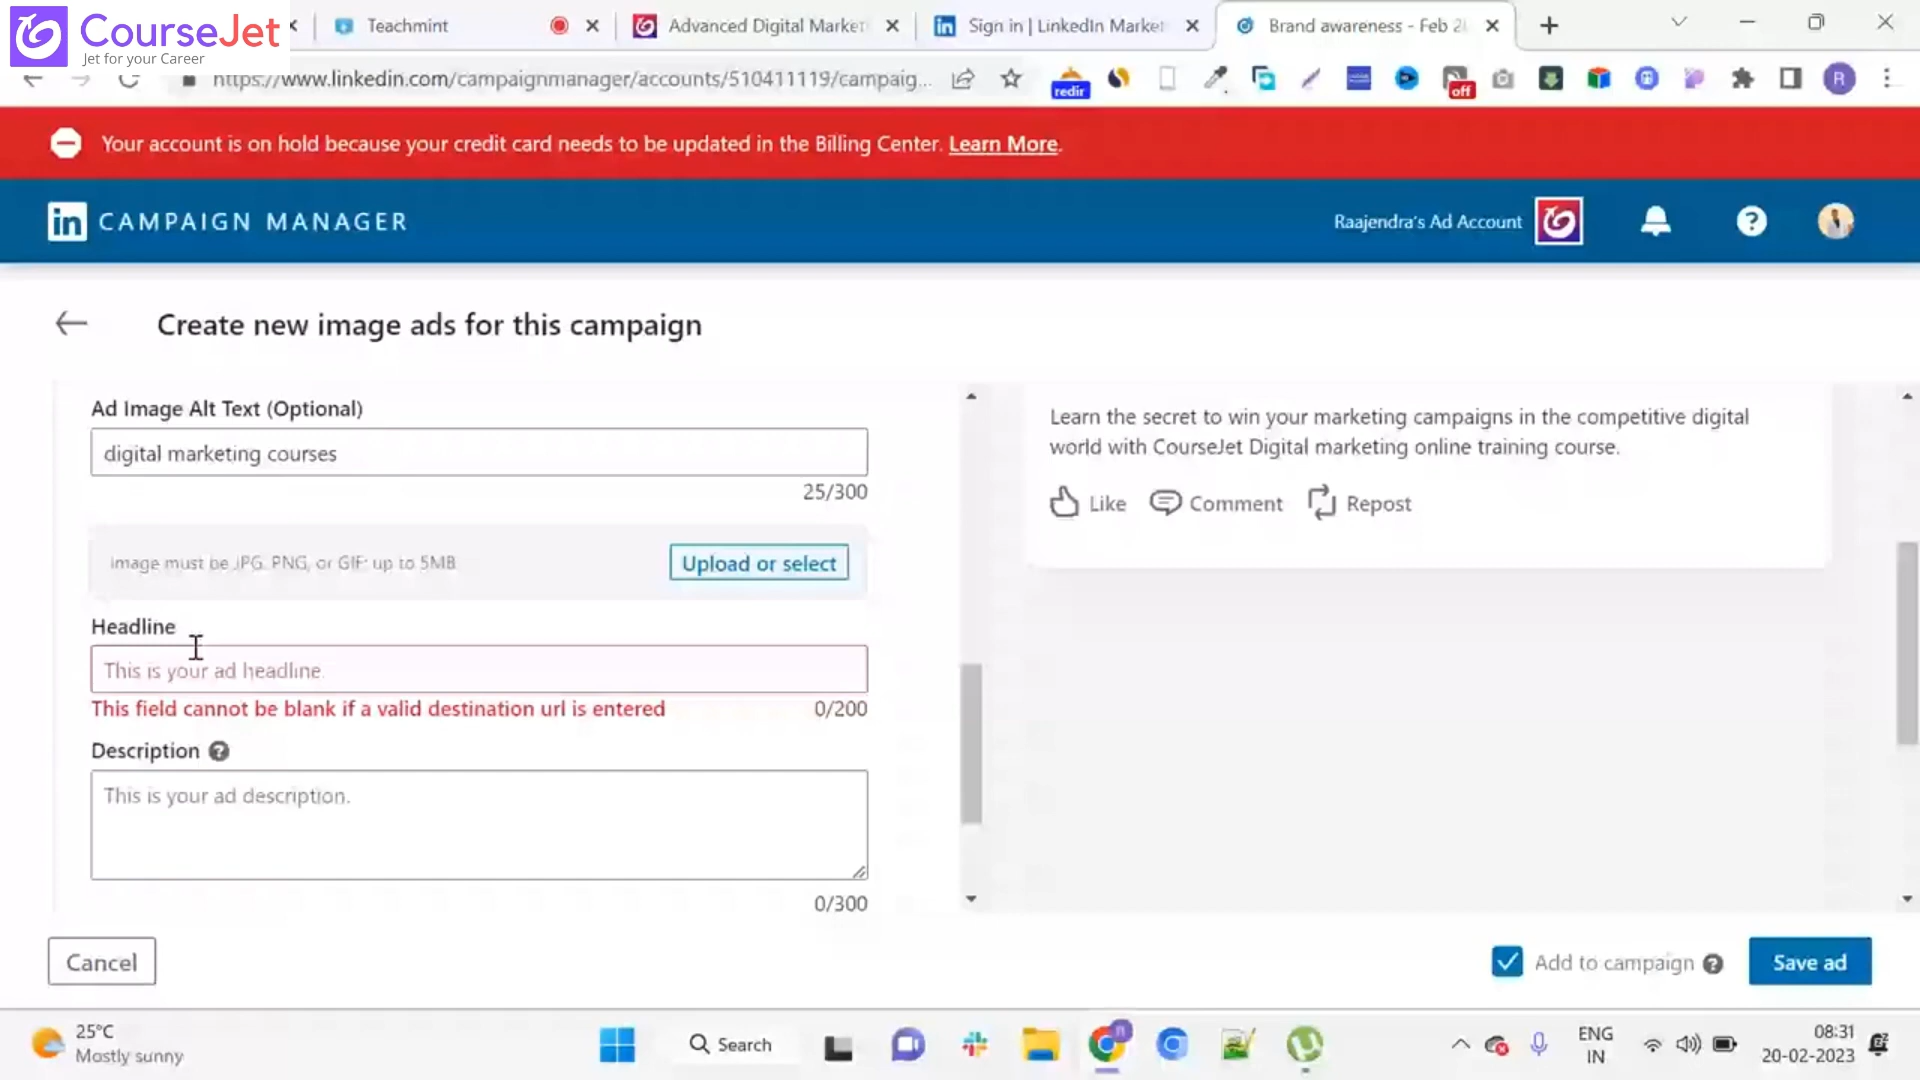 CourseJet
Jet for your Career
Teachmint
Advanced Digital Market
Sign in | LinkedIn Market
Brand awareness - Feb 2
https://www.linkedin.com/campaignmanager/accounts/510411119/campaig...
redir
off
R
Your account is on hold because your credit card needs to be updated in the Billing Center. Learn More.
in CAMPAIGN MANAGER
Raajendra's Ad Account
Create new image ads for this campaign
Ad Image Alt Text (Optional)
digital marketing courses
25/300
Image must be JPG, PNG, or GIF; up to 5MB
Upload or select
Headline
This is your ad headline.
This field cannot be blank if a valid destination url is entered
0/200
Description
This is your ad description.
0/300
Learn the secret to win your marketing campaigns in the competitive digital
world with CourseJet Digital marketing online training course.
Like Comment Repost
Cancel
Add to campaign
Save ad
25°C
Mostly sunny
Search
ENG
IN
08:31
20-02-2023